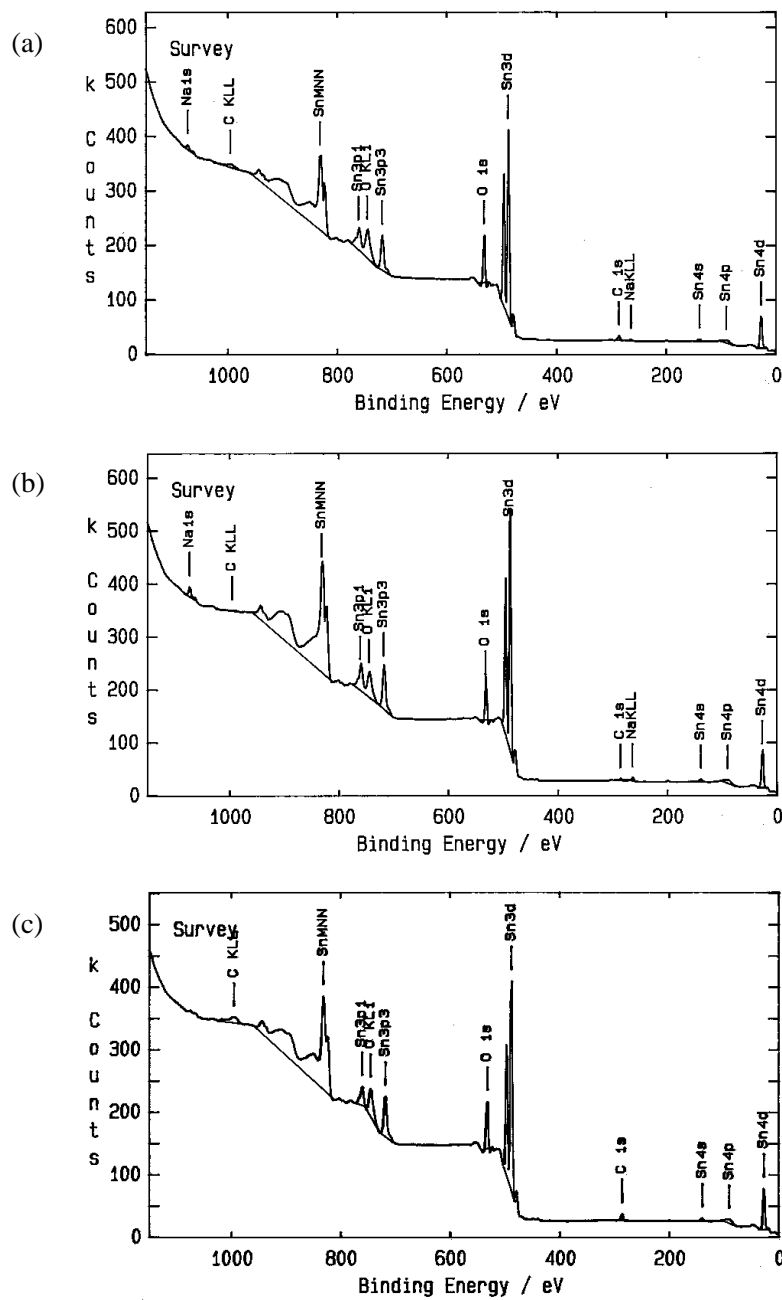 (a)
Survey
k Counts
600
500
400
300
200
100
0
Na1s
C KLL
SnMNN
Sn3p1
O KL1
Sn3p3
O 1s
Sn3d
C 1s
NaKLL
Sn4s
Sn4p
Sn4d
1000 800 600 400 200 0
Binding Energy / eV
(b)
Survey
k Counts
600
500
400
300
200
100
0
Na1s
C KLL
SnMNN
Sn3p1
O KL1
Sn3p3
O 1s
Sn3d
C 1s
NaKLL
Sn4s
Sn4p
Sn4d
1000 800 600 400 200 0
Binding Energy / eV
(c)
Survey
k Counts
500
400
300
200
100
0
SnMNN
Sn3p1
O KL1
Sn3p3
O 1s
Sn3d
C 1s
Sn4s
Sn4p
Sn4d
1000 800 600 400 200 0
Binding Energy / eV